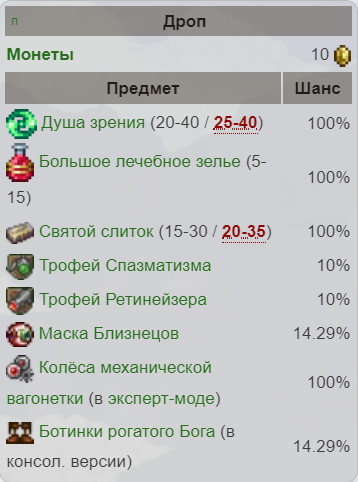 п
Дроп
Монеты 10
Предмет Шанс
Душа зрения (20-40 / 25-40) 100%
Большое лечебное зелье (5-
15) 100%
Святой слиток (15-30 / 20-35) 100%
Трофей Спазматизма 10%
Трофей Ретинейзера 10%
Маска Близнецов 14.29%
Колёса механической
вагонетки (в эксперт-моде) 100%
Ботинки рогатого Бога (в
консол. версии) 14.29%